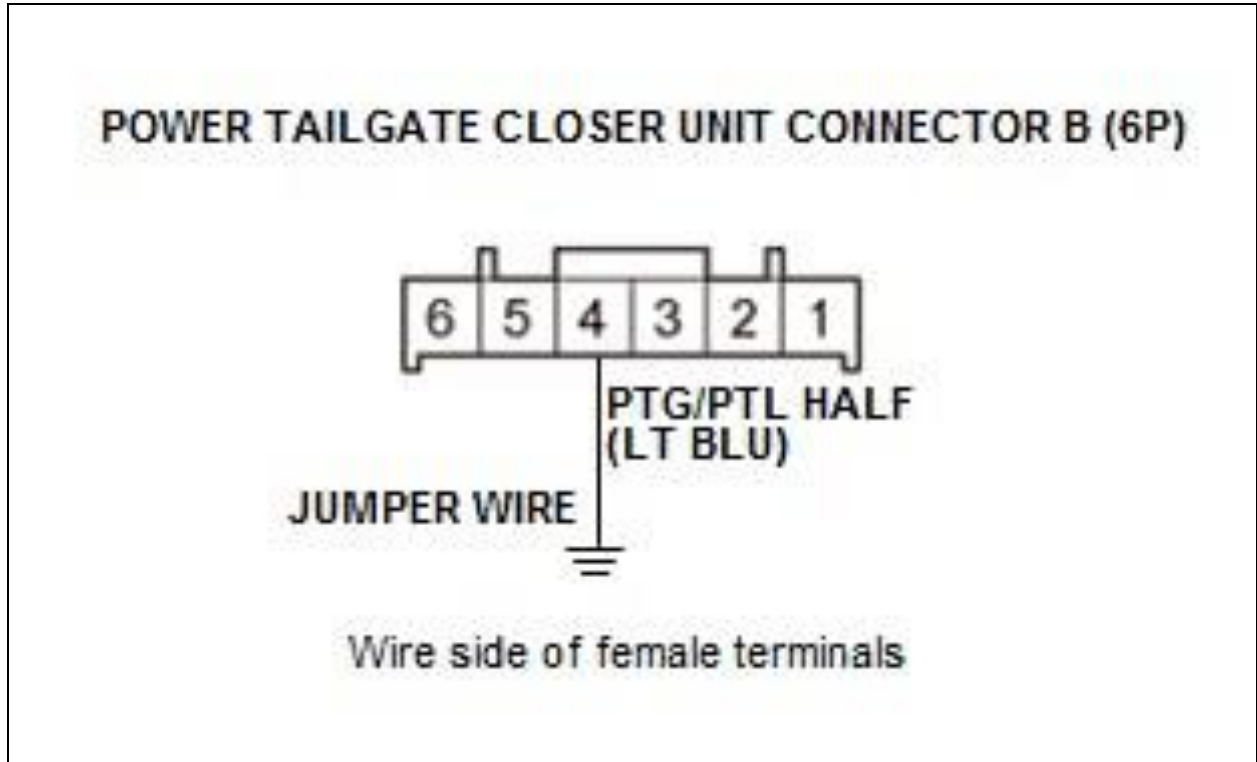 POWER TAILGATE CLOSER UNIT CONNECTOR B (6P)
6 5 4 3 2 1
PTG/PTL HALF
(LT BLU)
JUMPER WIRE
Wire side of female terminals